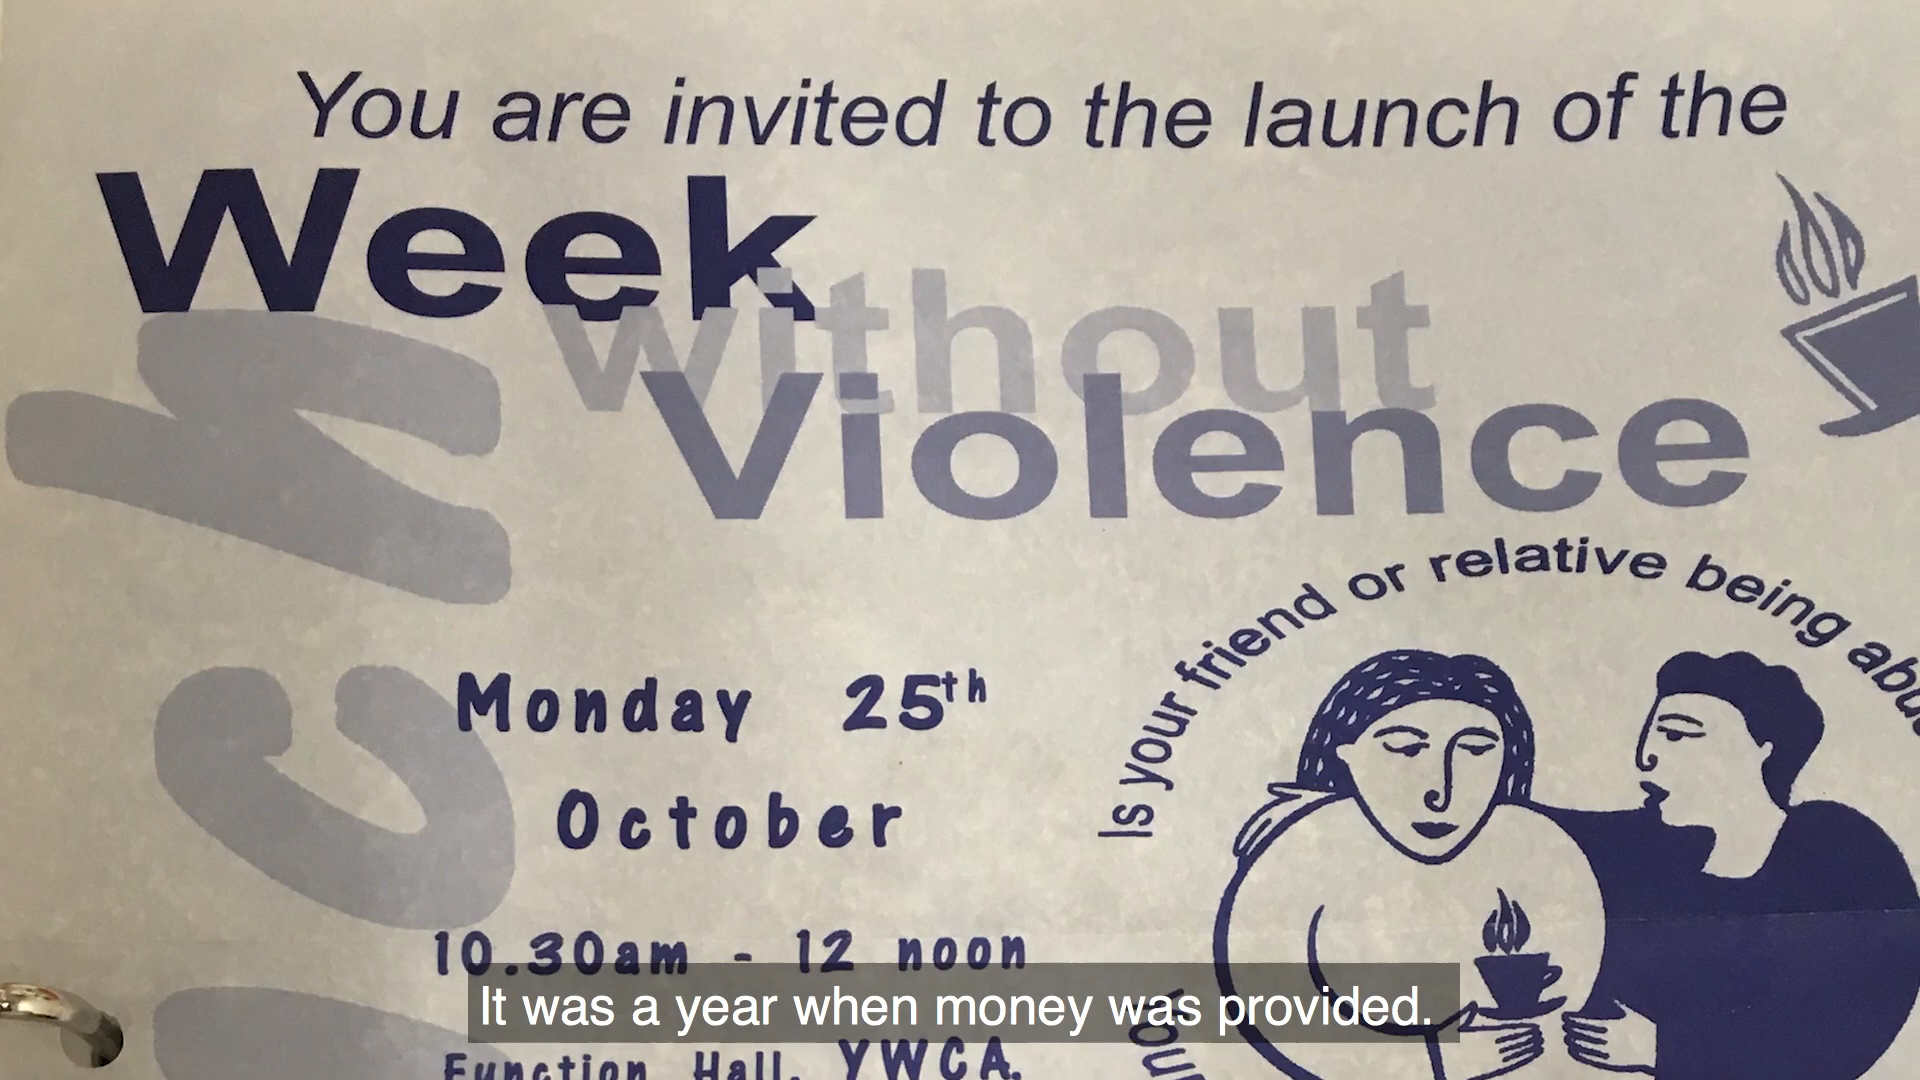 You are invited to the launch of the
Week
without
Violence
Is your friend or relative being
Monday 25th
October
10.30am - 12 noon
Function Hall, YWCA,
It was a year when money was provided.